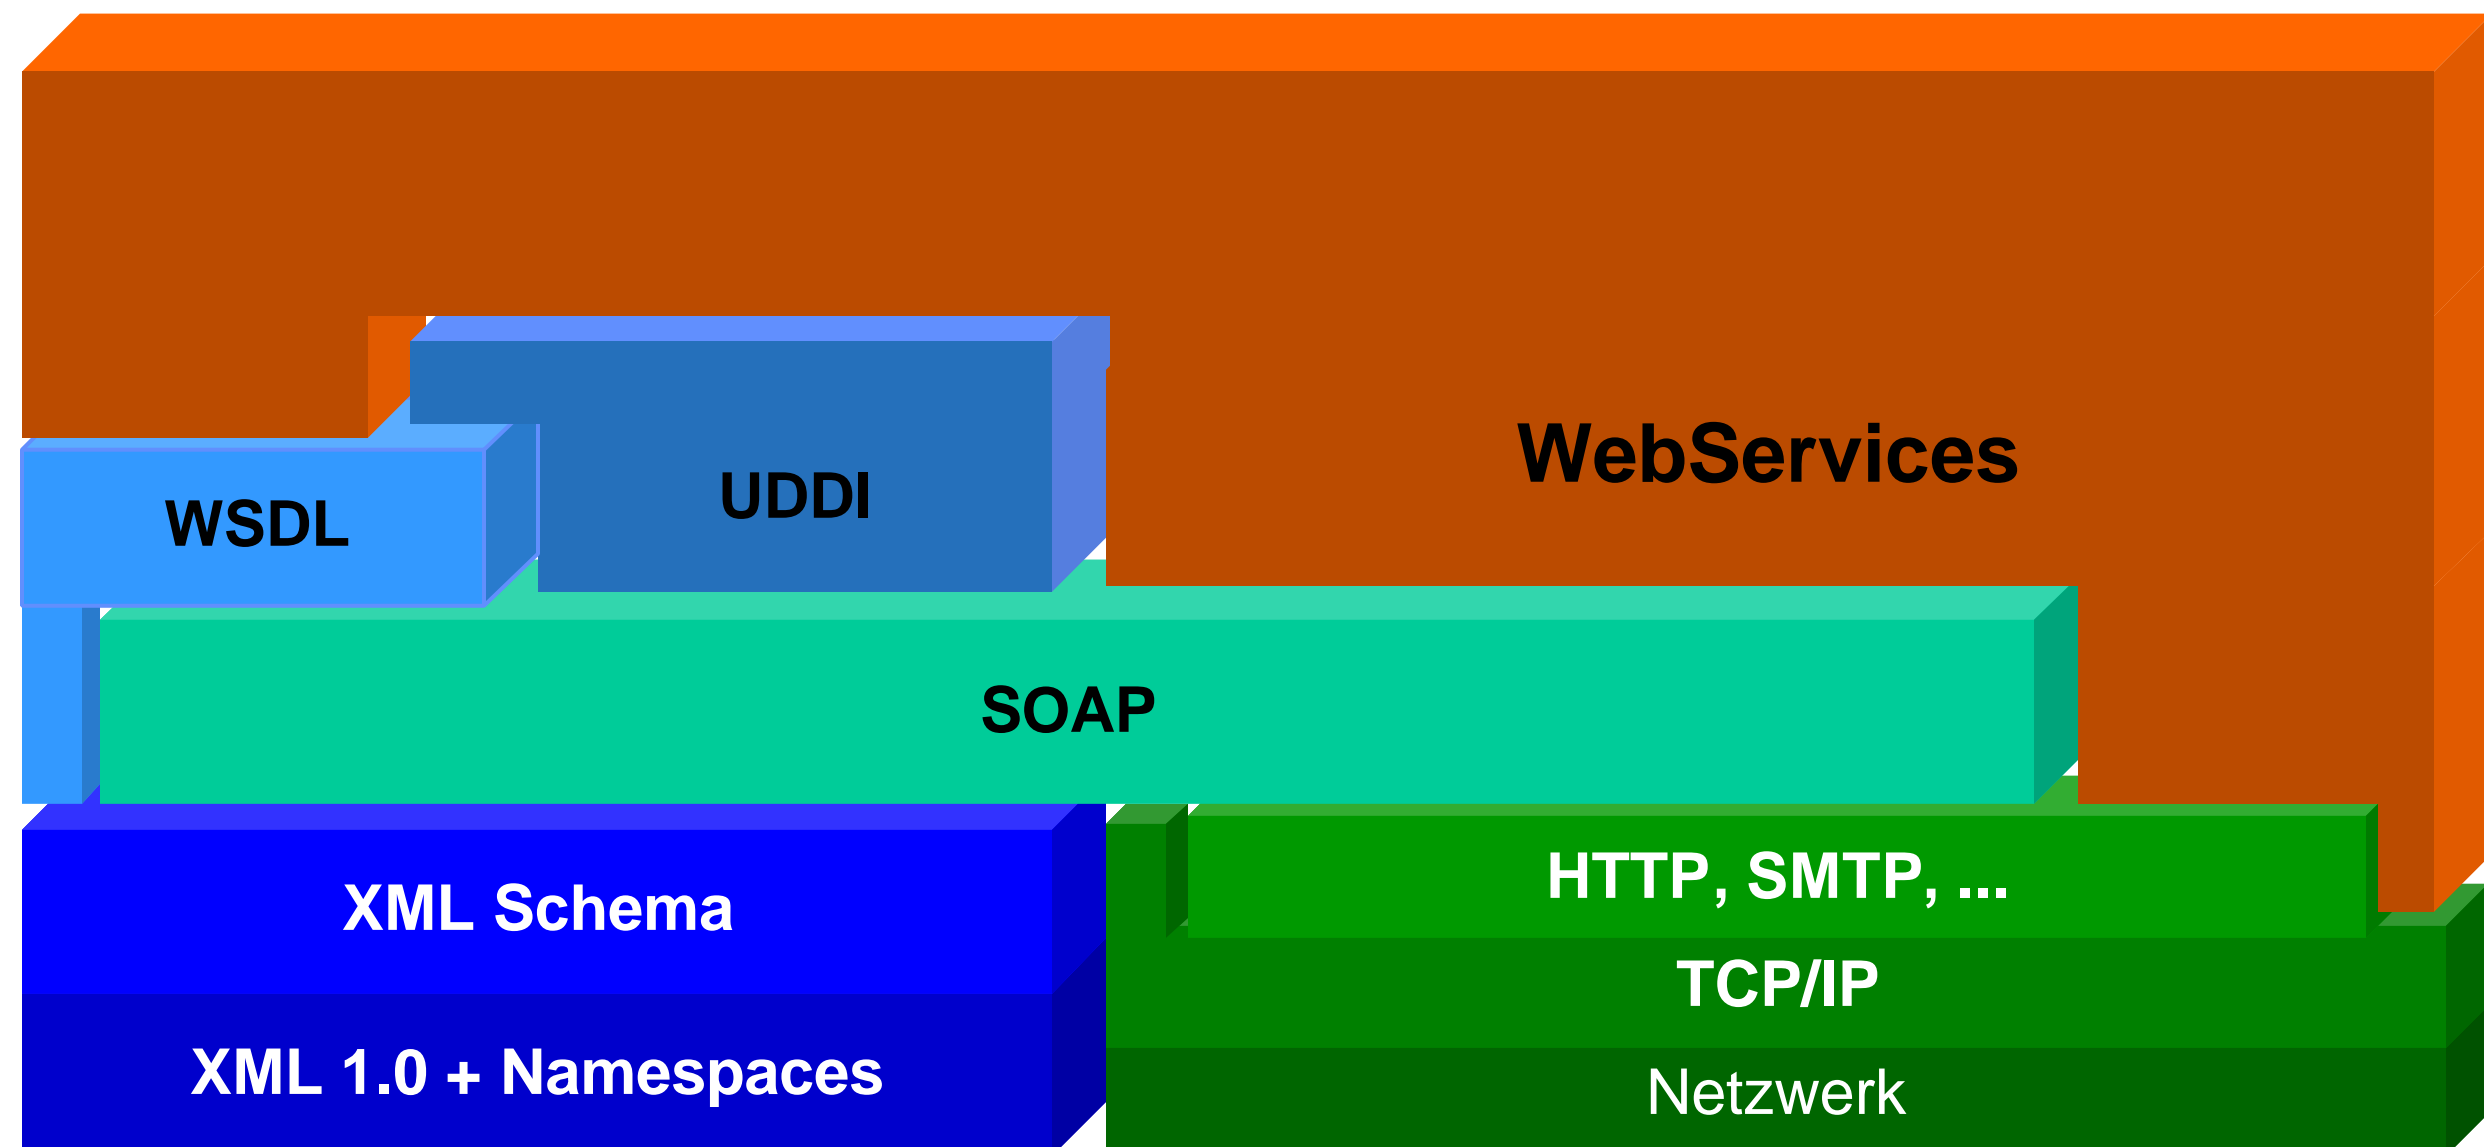 WebServices
UDDI
WSDL
SOAP
HTTP, SMTP, ...
XML Schema
TCP/IP
XML 1.0 + Namespaces
Netzwerk